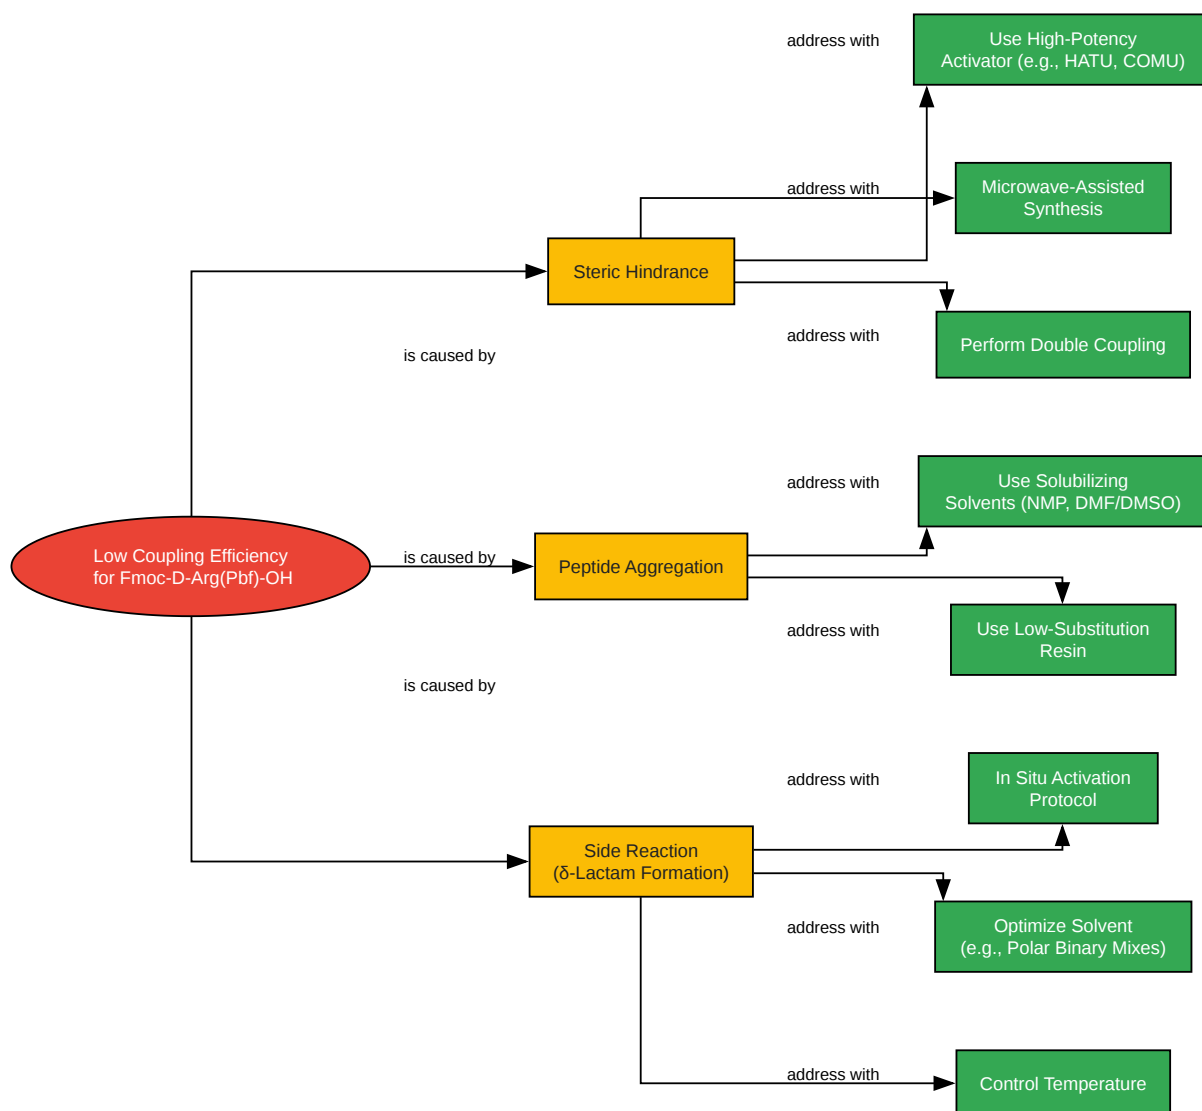 address with
Use High-Potency
Activator (e.g., HATU, COMU)
address with
Microwave-Assisted
Synthesis
Steric Hindrance
address with
Perform Double Coupling
is caused by
address with
Use Solubilizing
Solvents (NMP, DMF/DMSO)
Low Coupling Efficiency
for Fmoc-D-Arg(Pbf)-OH
is caused by
Peptide Aggregation
address with
Use Low-Substitution
Resin
is caused by
address with
In Situ Activation
Protocol
Side Reaction
(δ-Lactam Formation)
address with
Optimize Solvent
(e.g., Polar Binary Mixes)
address with
Control Temperature